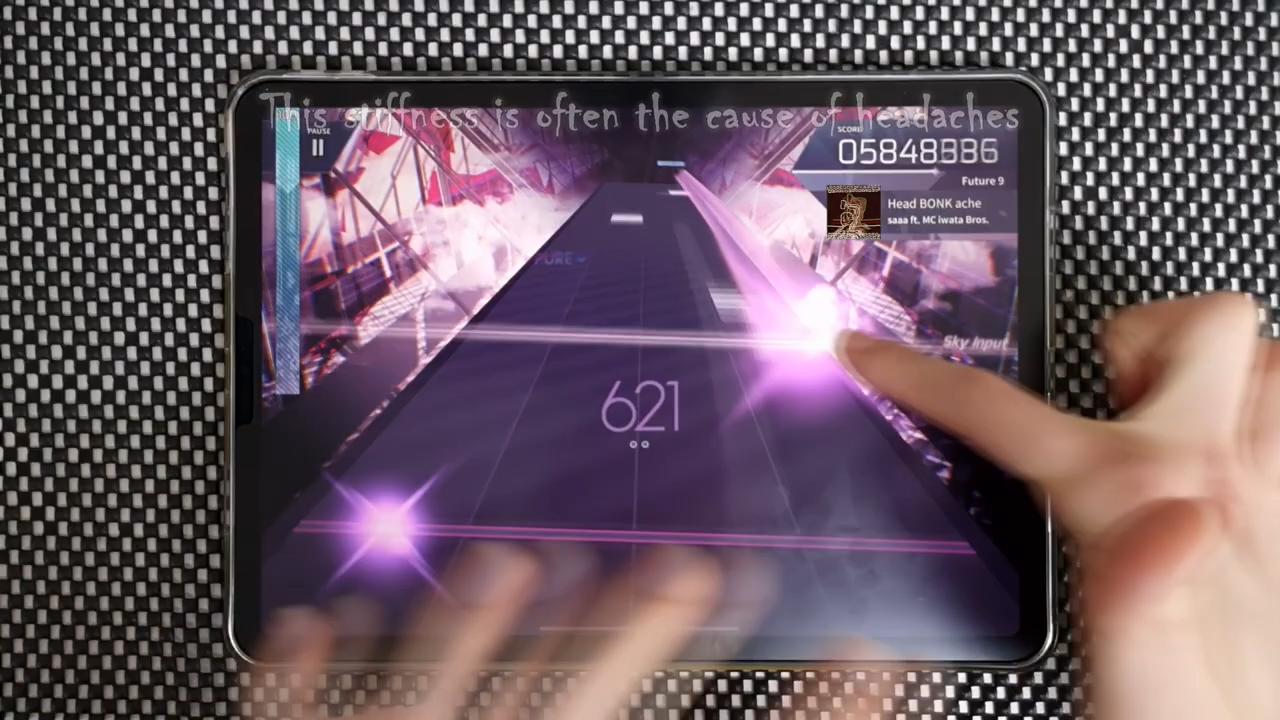 This stiffness is often the cause of headaches
PAUSE
SCORE
Future 9
Head BONK ache
saaa ft. MC iwata Bros.
PURE
Sky Input
621